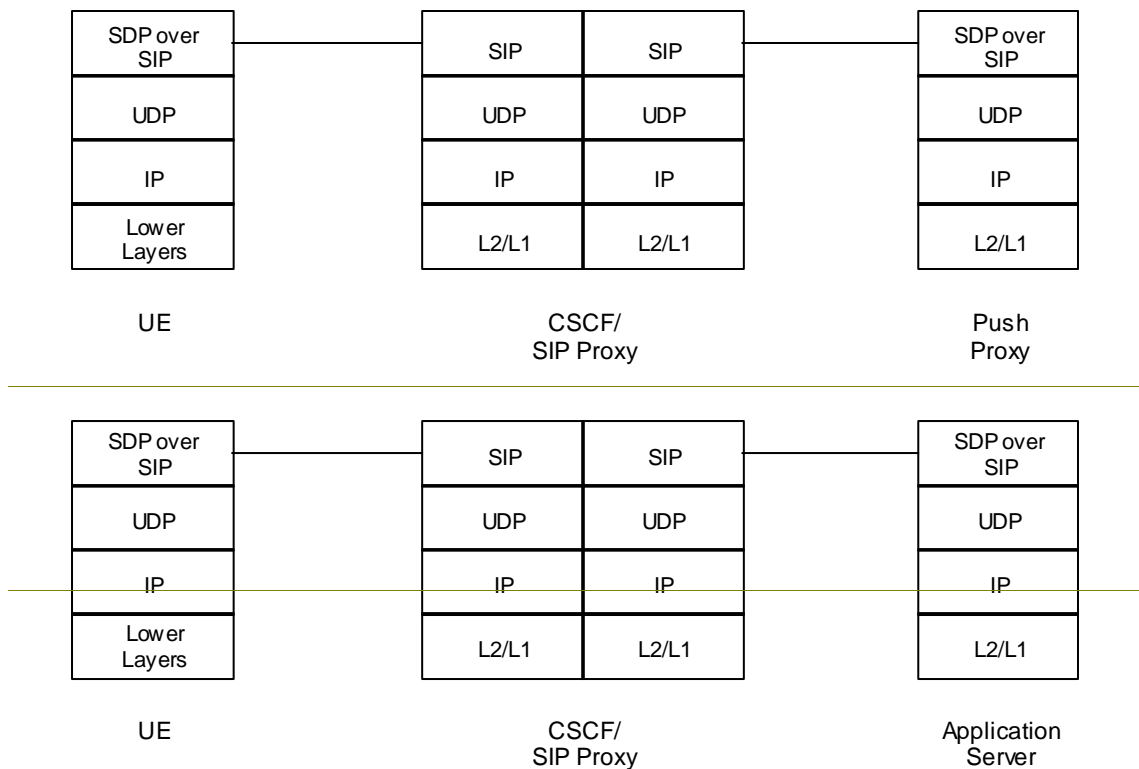 SDP over
SIP
SIP
SIP
SDP over
SIP
UDP
UDP
UDP
UDP
IP
IP
IP
IP
Lower
Layers
L2/L1
L2/L1
L2/L1
UE
CSCF/
SIP Proxy
Push
Proxy
SDP over
SIP
SIP
SIP
SDP over
SIP
UDP
UDP
UDP
UDP
IP
IP
IP
IP
Lower
Layers
L2/L1
L2/L1
L2/L1
UE
CSCF/
SIP Proxy
Application
Server